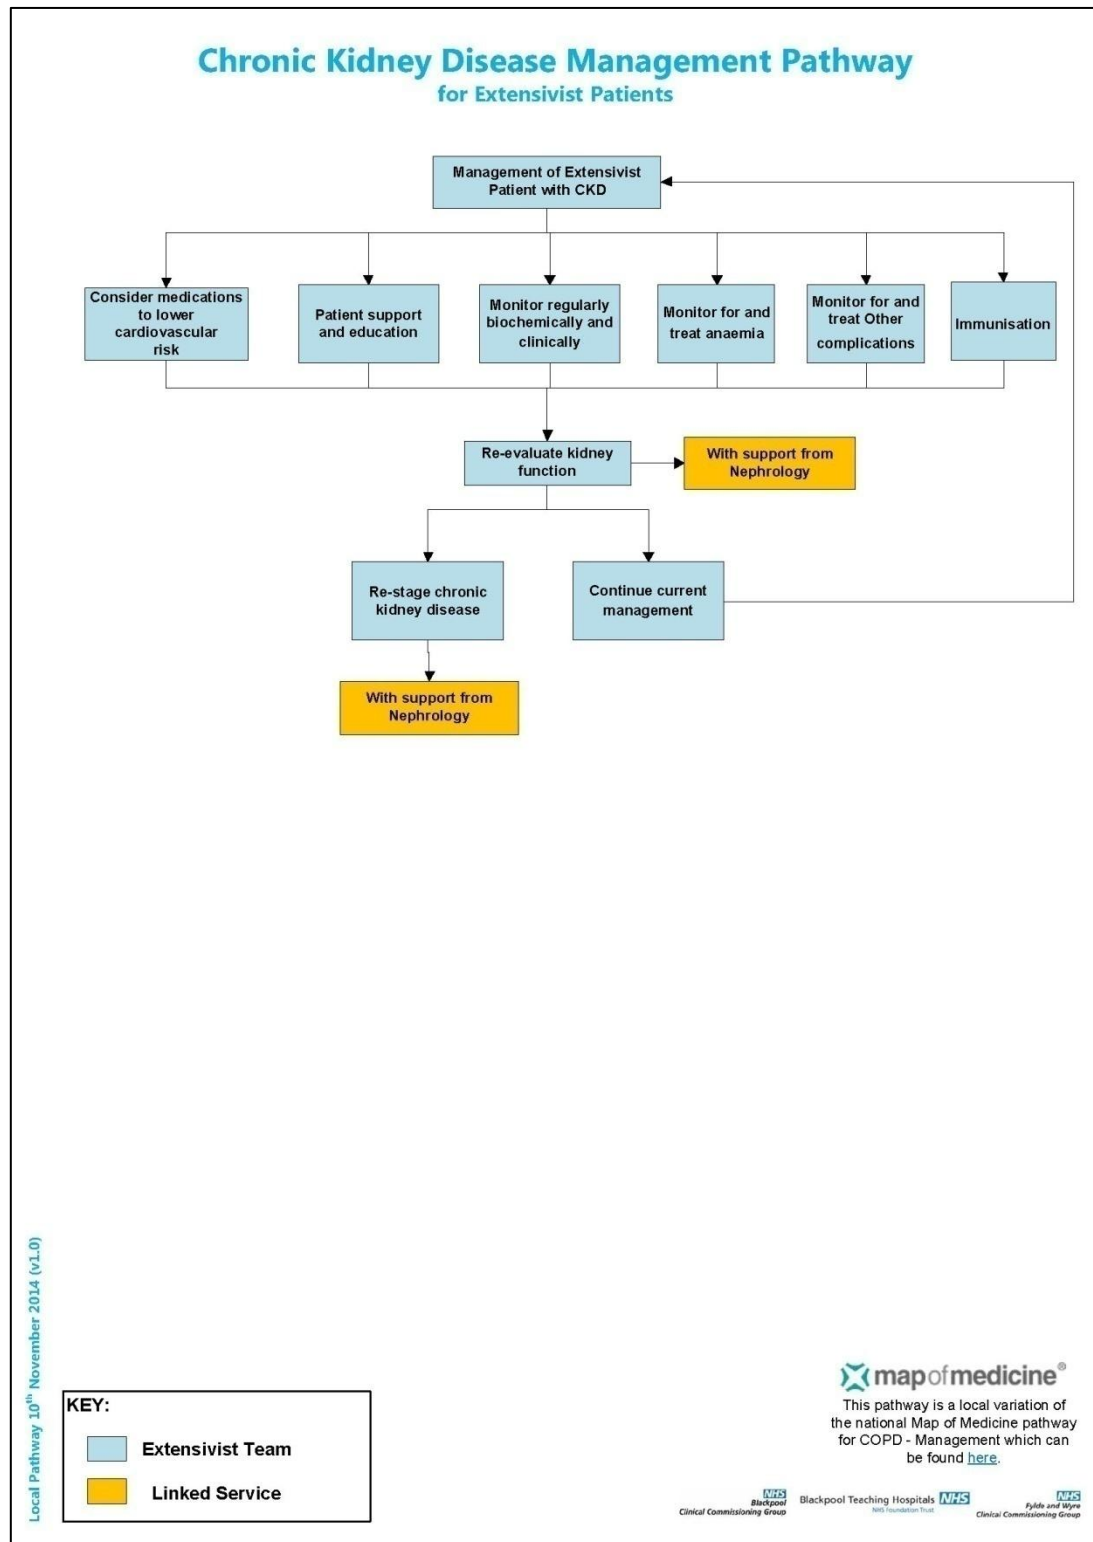 Chronic Kidney Disease Management Pathway
for Extensivist Patients
Management of Extensivist
Patient with CKD
Consider medications
to lower
cardiovascular
risk
Patient support
and education
Monitor regularly
biochemically and
clinically
Monitor for and
treat anaemia
Monitor for and
treat Other
complications
Immunisation
Re-evaluate kidney
function
With support from
Nephrology
Re-stage chronic
kidney disease
Continue current
management
With support from
Nephrology
Local Pathway 10th November 2014 (v1.0)
KEY:
Extensivist Team
Linked Service
mapofmedicine®
This pathway is a local variation of
the national Map of Medicine pathway
for COPD - Management which can
be found here.
NHS
Blackpool
Clinical Commissioning Group
Blackpool Teaching Hospitals NHS
NHS Foundation Trust
NHS
Fylde and Wyre
Clinical Commissioning Group